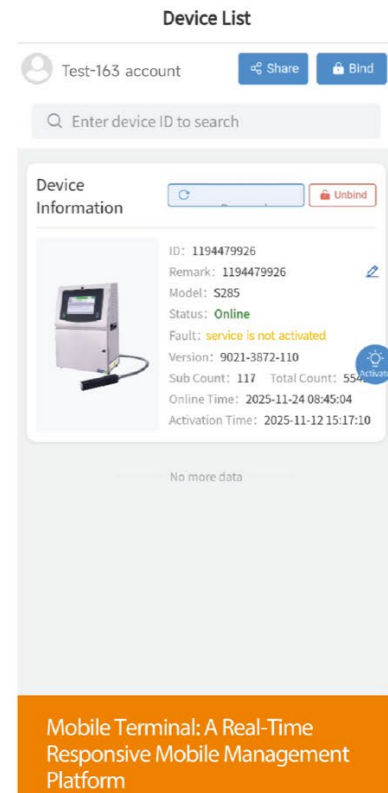 Device List
Test-163 account
Share
Bind
Enter device ID to search
Device
Information
Unbind
ID: 1194479926
Remark: 1194479926
Model: S285
Status: Online
Fault: service is not activated
Version: 9021-3872-110
Sub Count: 117 Total Count:
Activate
Online Time: 2025-11-24 08:45:04
Activation Time: 2025-11-12 15:17:10
No more data
Mobile Terminal: A Real-Time
Responsive Mobile Management
Platform